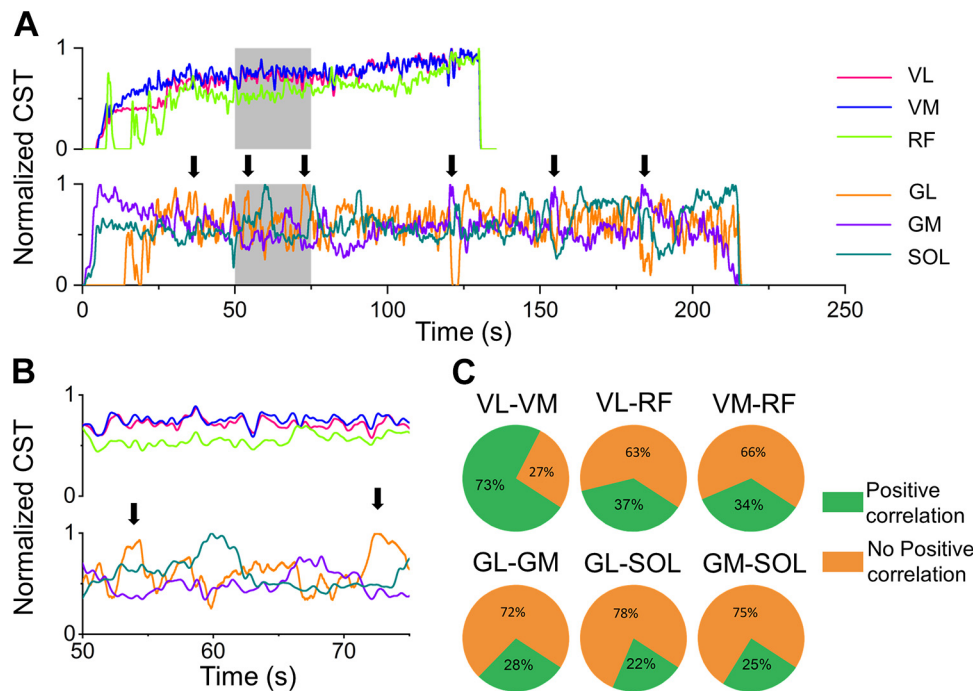 A
Normalized CST
1
0
VL
VM
RF
Normalized CST
1
0
GL
GM
SOL
0 50 100 150 200 250
Time (s)
B
Normalized CST
1
0
1
0
50 60 70
Time (s)
C
VL-VM VL-RF VM-RF
27%
73%
63%
37%
66%
34%
Positive
correlation
No Positive
correlation
GL-GM GL-SOL GM-SOL
72%
28%
78%
22%
75%
25%